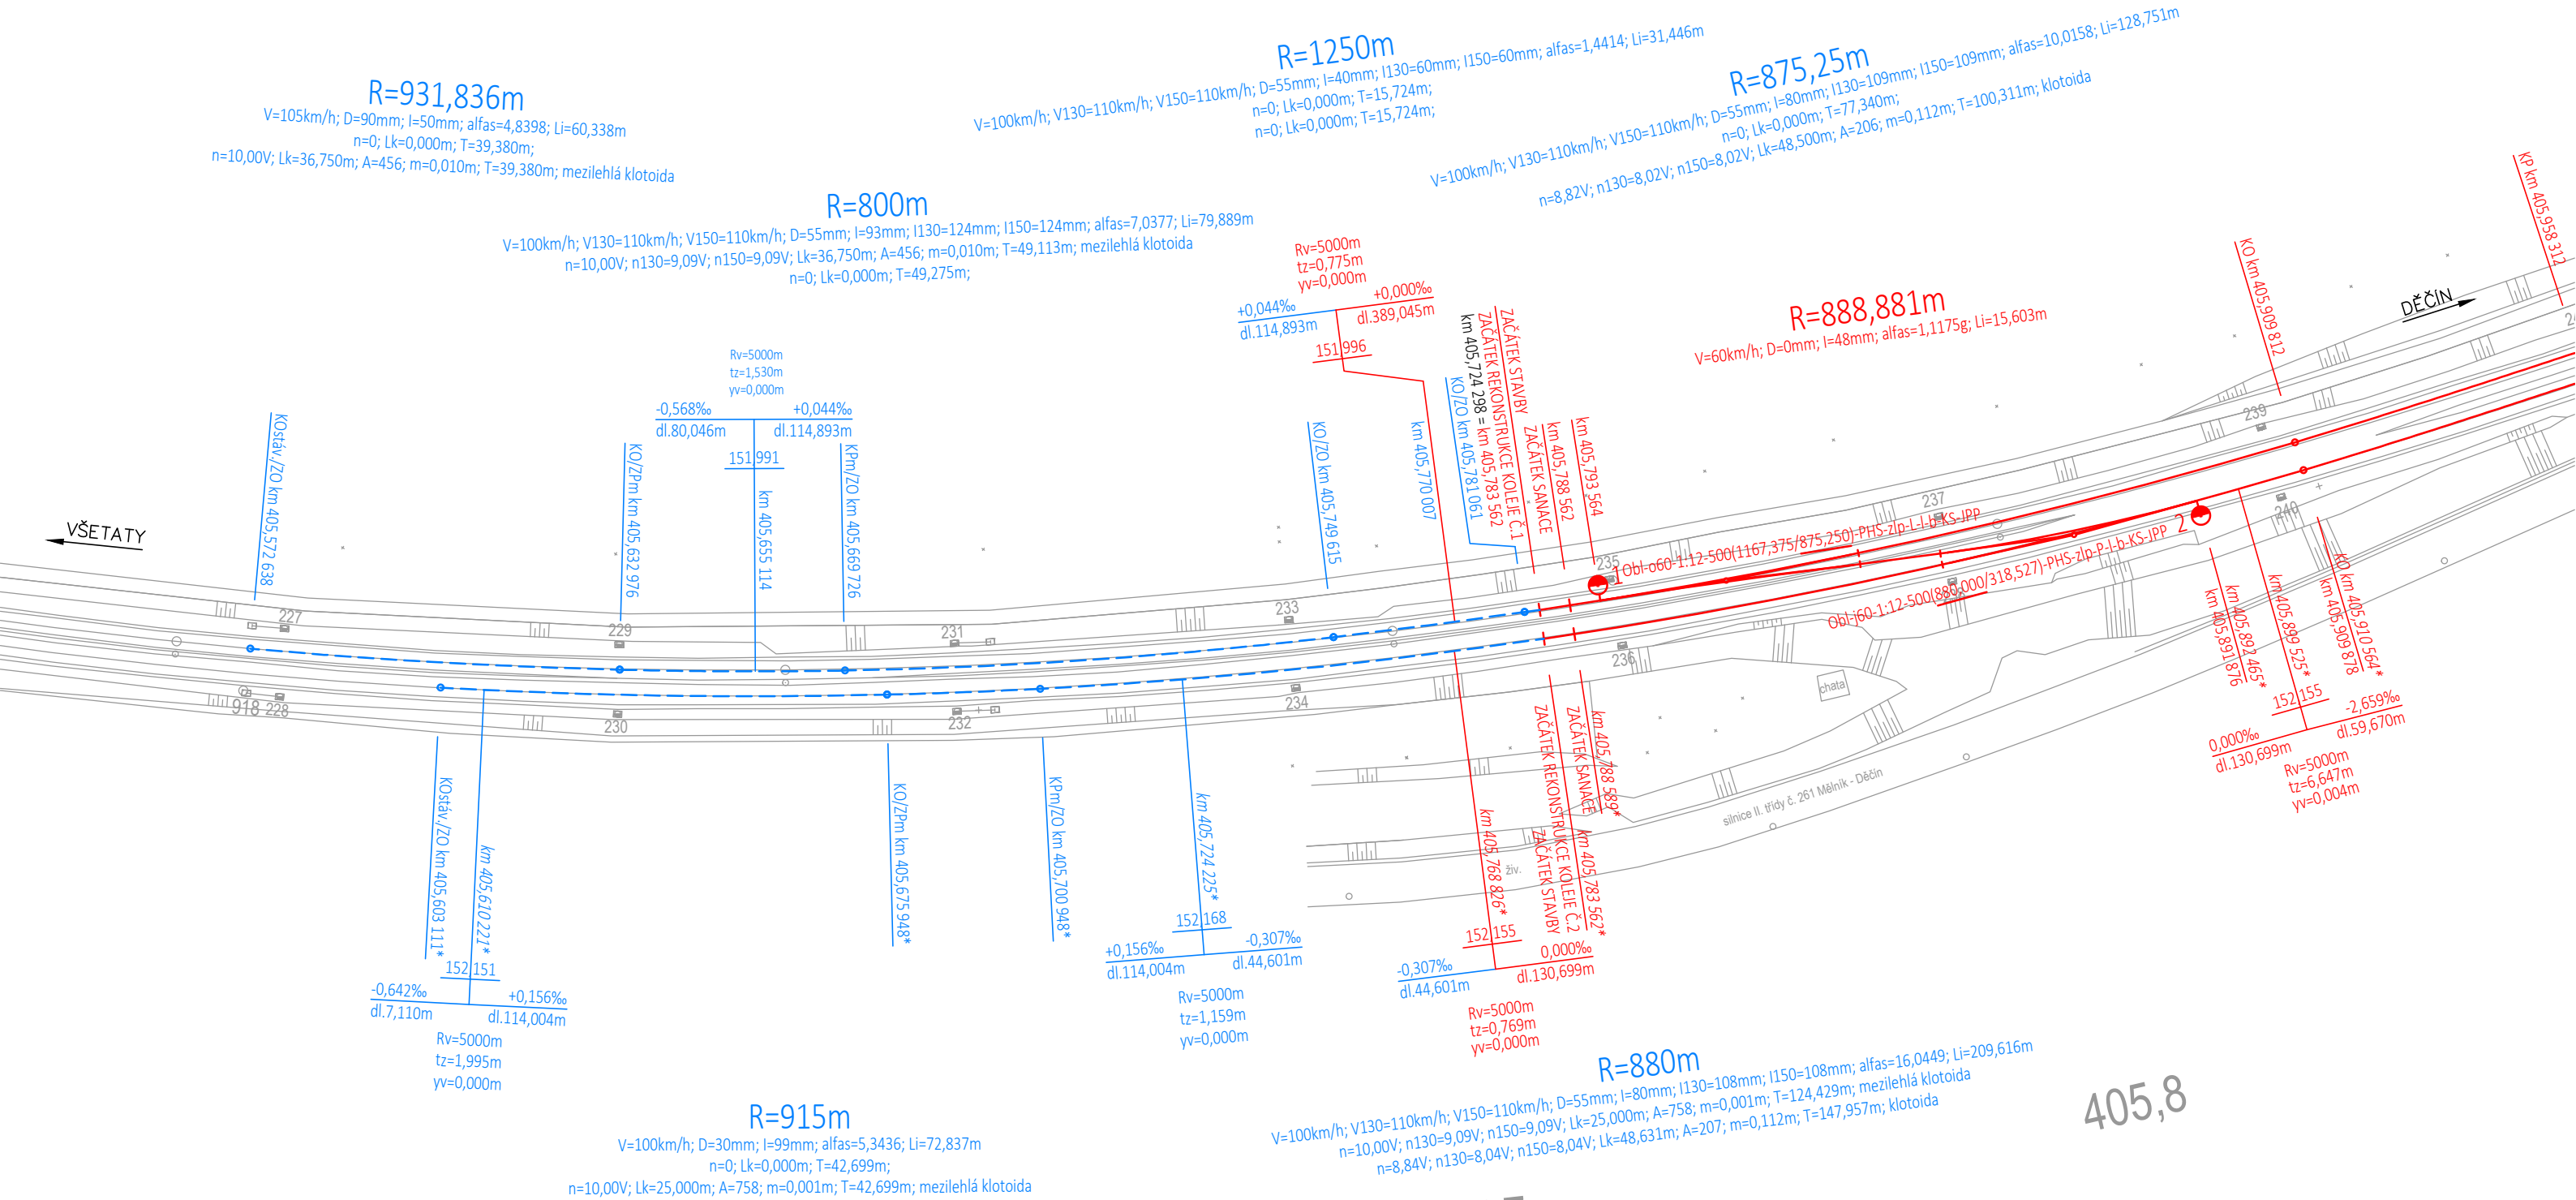 R=931,836m
V=105km/h; D=90mm; I=50mm; alfas=4,8398; Li=60,338m
n=0; Lk=0,000m; T=39,380m;
n=10,00V; Lk=36,750m; A=456; m=0,010m; T=39,380m; mezilehlá klotoida
R=800m
V=100km/h; V130=110km/h; V150=110km/h; D=55mm; I=93mm; I130=124mm; I150=124mm; alfas=7,0377; Li=79,889m
n=10,00V; n130=9,09V; n150=9,09V; Lk=36,750m; A=456; m=0,010m; T=49,113m; mezilehlá klotoida
n=0; Lk=0,000m; T=49,275m;
R=1250m
V=100km/h; V130=110km/h; V150=110km/h; D=55mm; I=40mm; I130=60mm; I150=60mm; alfas=1,4414; Li=31,446m
n=0; Lk=0,000m; T=15,724m;
n=0; Lk=0,000m; T=15,724m;
R=875,25m
V=100km/h; V130=110km/h; V150=110km/h; D=55mm; I=80mm; I130=109mm; I150=109mm; alfas=10,0158; Li=128,751m
n=0; Lk=0,000m; T=77,340m;
n=8,82V; n130=8,02V; n150=8,02V; Lk=48,500m; A=206; m=0,112m; T=100,311m; klotoida
R=888,881m
V=60km/h; D=0mm; I=48mm; alfas=1,1175g; Li=15,603m
KO km 405,909 812
KP km 405,958 312
DĚČÍN
VŠETATY
Rv=5000m
tz=1,530m
yv=0,000m
-0,568‰
+0,044‰
dl.80,046m
dl.114,893m
151,991
Rv=5000m
tz=0,775m
yv=0,000m
+0,044‰
+0,000‰
dl.114,893m
dl.389,045m
151,996
KOstáv./ZO km 405,572 638
KO/ZPm km 405,632 976
km 405,655 114
KPm/ZO km 405,669 726
KO/ZO km 405,749 615
km 405,770 007
KO/ZO km 405,781 061
km 405,724 298 = km 405,783 562
ZAČÁTEK REKONSTRUKCE KOLEJE Č.1
ZAČÁTEK STAVBY
ZAČÁTEK SANACE
km 405,788 562
km 405,793 564
227
229
231
233
235
237
239
918
228
230
232
234
236
240
1
Obl-o60-1:12-500(1167,375/875,250)-PHS-zlp-L-l-b-KS-JPP
Obl-j60-1:12-500(880,000/318,527)-PHS-zlp-P-l-b-KS-JPP
2
chata
silnice II. třídy č. 261 Mělník - Děčín
živ.
KOstáv./ZO km 405,603 111*
km 405,610 221*
152,151
-0,642‰
+0,156‰
dl.7,110m
dl.114,004m
Rv=5000m
tz=1,995m
yv=0,000m
KO/ZPm km 405,675 948*
KPm/ZO km 405,700 948*
km 405,724 225*
152,168
+0,156‰
-0,307‰
dl.114,004m
dl.44,601m
Rv=5000m
tz=1,159m
yv=0,000m
km 405,768 826*
152,155
-0,307‰
0,000‰
dl.44,601m
dl.130,699m
Rv=5000m
tz=0,769m
yv=0,000m
ZAČÁTEK STAVBY
ZAČÁTEK REKONSTRUKCE KOLEJE Č.2
km 405,783 562*
ZAČÁTEK SANACE
km 405,788 589*
km 405,891 876
km 405,892 465*
km 405,899 525*
km 405,909 878
KO km 405,910 564*
152,155
0,000‰
-2,659‰
dl.130,699m
dl.59,670m
Rv=5000m
tz=6,647m
yv=0,004m
R=915m
V=100km/h; D=30mm; I=99mm; alfas=5,3436; Li=72,837m
n=0; Lk=0,000m; T=42,699m;
n=10,00V; Lk=25,000m; A=758; m=0,001m; T=42,699m; mezilehlá klotoida
R=880m
V=100km/h; V130=110km/h; V150=110km/h; D=55mm; I=80mm; I130=108mm; I150=108mm; alfas=16,0449; Li=209,616m
n=10,00V; n130=9,09V; n150=9,09V; Lk=25,000m; A=758; m=0,001m; T=124,429m; mezilehlá klotoida
n=8,84V; n130=8,04V; n150=8,04V; Lk=48,631m; A=207; m=0,112m; T=147,957m; klotoida
405,8